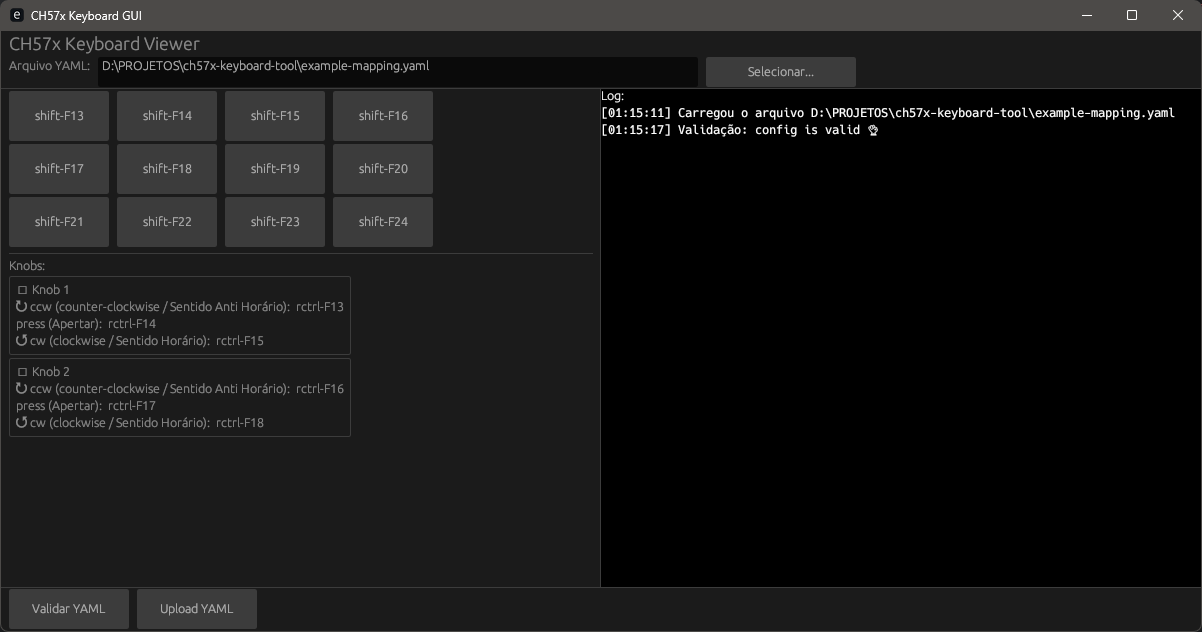 e CH57x Keyboard GUI
CH57x Keyboard Viewer
Arquivo YAML: D:\PROJETOS\ch57x-keyboard-tool\example-mapping.yaml Selecionar...
shift-F13 shift-F14 shift-F15 shift-F16
shift-F17 shift-F18 shift-F19 shift-F20
shift-F21 shift-F22 shift-F23 shift-F24
Knobs:
□ Knob 1
↻ ccw (counter-clockwise / Sentido Anti Horário): rctrl-F13
press (Apertar): rctrl-F14
↺ cw (clockwise / Sentido Horário): rctrl-F15
□ Knob 2
↻ ccw (counter-clockwise / Sentido Anti Horário): rctrl-F16
press (Apertar): rctrl-F17
↺ cw (clockwise / Sentido Horário): rctrl-F18
Log:
[01:15:11] Carregou o arquivo D:\PROJETOS\ch57x-keyboard-tool\example-mapping.yaml
[01:15:17] Validação: config is valid 👌
Validar YAML Upload YAML